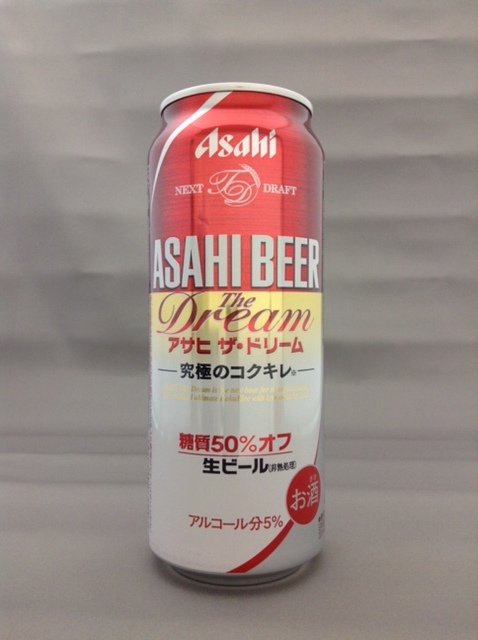 Asahi
NEXT TD DRAFT
ASAHI BEER
The
Dream
アサヒ ザ・ドリーム
究極のコクキレ。
糖質50%オフ
生ビール(非熱処理)
お酒
アルコール分5%